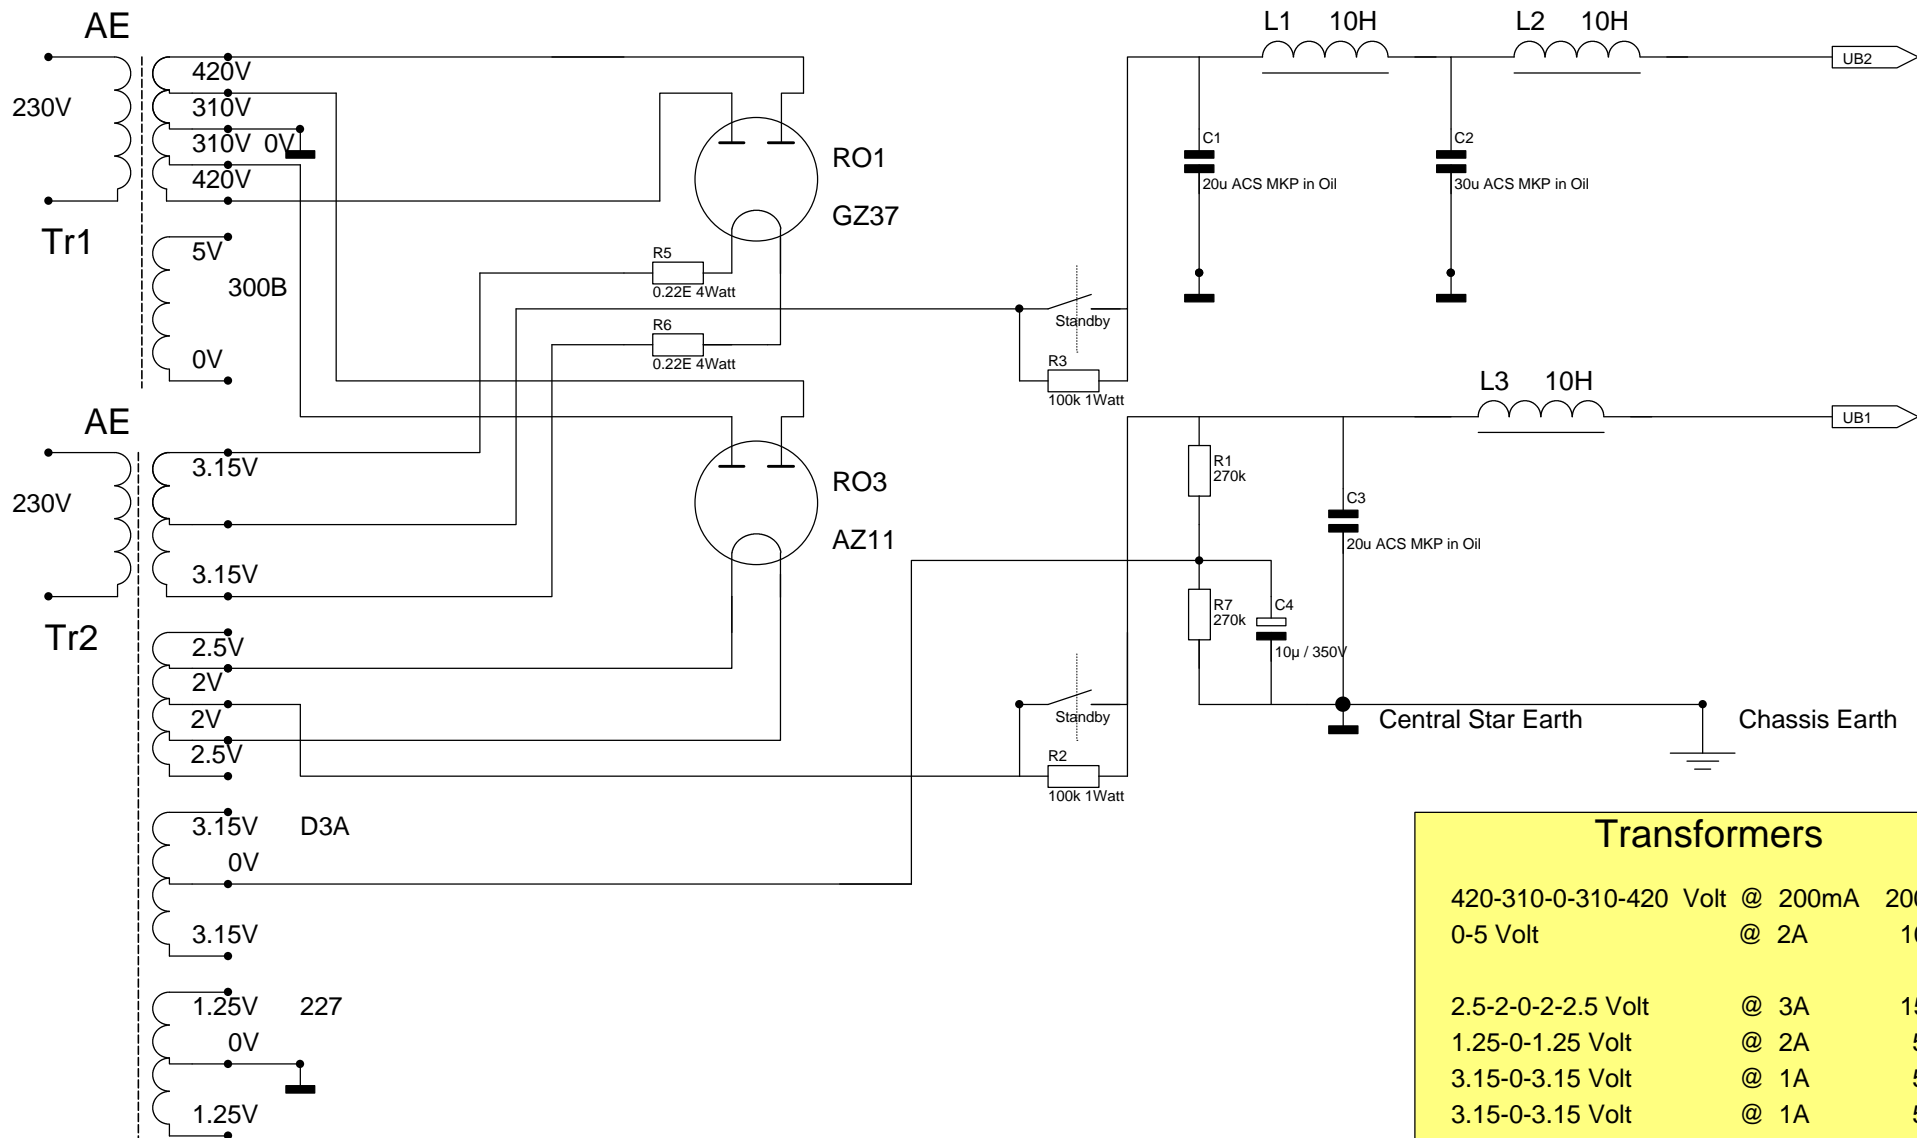 AE
L1 10H
L2 10H
420V
UB2
230V
310V
310V 0V
420V
C1
20u ACS MKP in Oil
C2
30u ACS MKP in Oil
RO1
GZ37
Tr1
5V
300B
0V
R5
0.22E 4Watt
R6
0.22E 4Watt
Standby
R3
100k 1Watt
L3 10H
UB1
AE
3.15V
230V
3.15V
RO3
AZ11
R1
270k
C3
20u ACS MKP in Oil
R7
270k
C4
10µ / 350V
Tr2
2.5V
2V
2V
2.5V
Standby
R2
100k 1Watt
Central Star Earth
Chassis Earth
3.15V D3A
0V
3.15V
1.25V 227
0V
1.25V
Transformers
420-310-0-310-420 Volt @ 200mA
0-5 Volt @ 2A
2.5-2-0-2-2.5 Volt @ 3A
1.25-0-1.25 Volt @ 2A
3.15-0-3.15 Volt @ 1A
3.15-0-3.15 Volt @ 1A